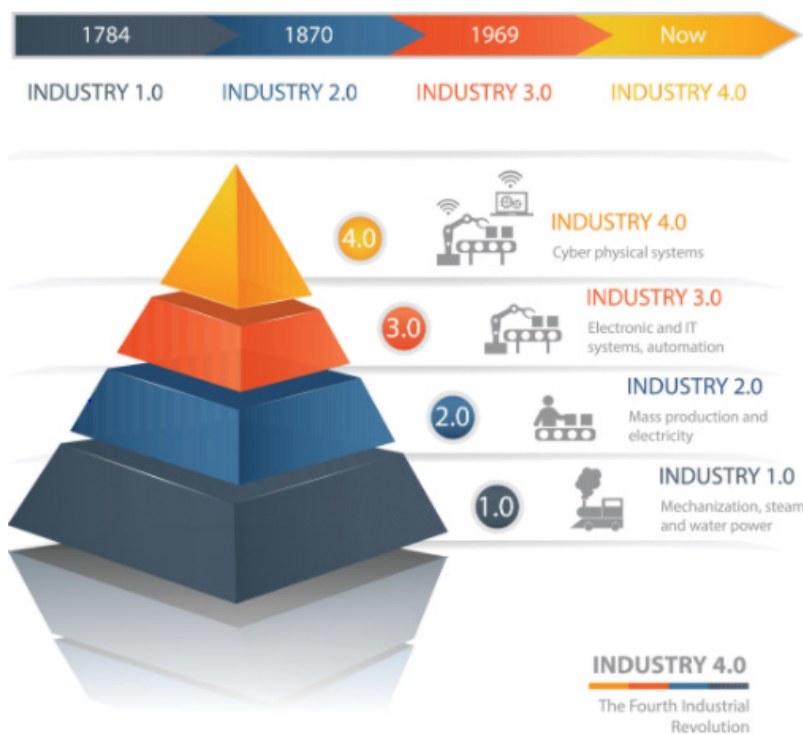 1784
1870
1969
Now
INDUSTRY 1.0
INDUSTRY 2.0
INDUSTRY 3.0
INDUSTRY 4.0
4.0
INDUSTRY 4.0
Cyber physical systems
3.0
INDUSTRY 3.0
Electronic and IT
systems, automation
2.0
INDUSTRY 2.0
Mass production and
electricity
1.0
INDUSTRY 1.0
Mechanization, steam
and water power
INDUSTRY 4.0
The Fourth Industrial
Revolution